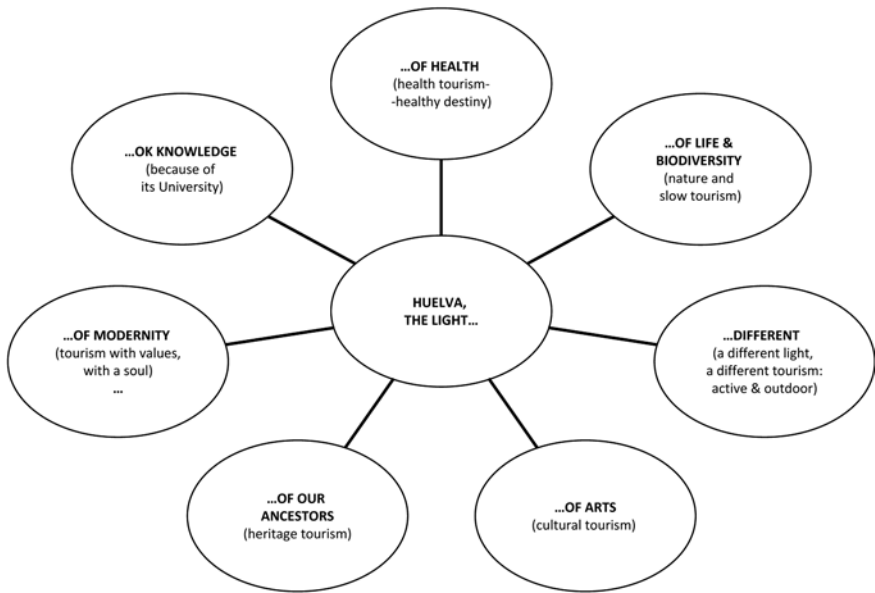 …OF HEALTH
(health tourism-
-healthy destiny)
…OK KNOWLEDGE
(because of
its University)
…OF LIFE &
BIODIVERSITY
(nature and
slow tourism)
HUELVA,
THE LIGHT…
…OF MODERNITY
(tourism with values,
with a soul)
…
…DIFFERENT
(a different light,
a different tourism:
active & outdoor)
…OF OUR
ANCESTORS
(heritage tourism)
…OF ARTS
(cultural tourism)